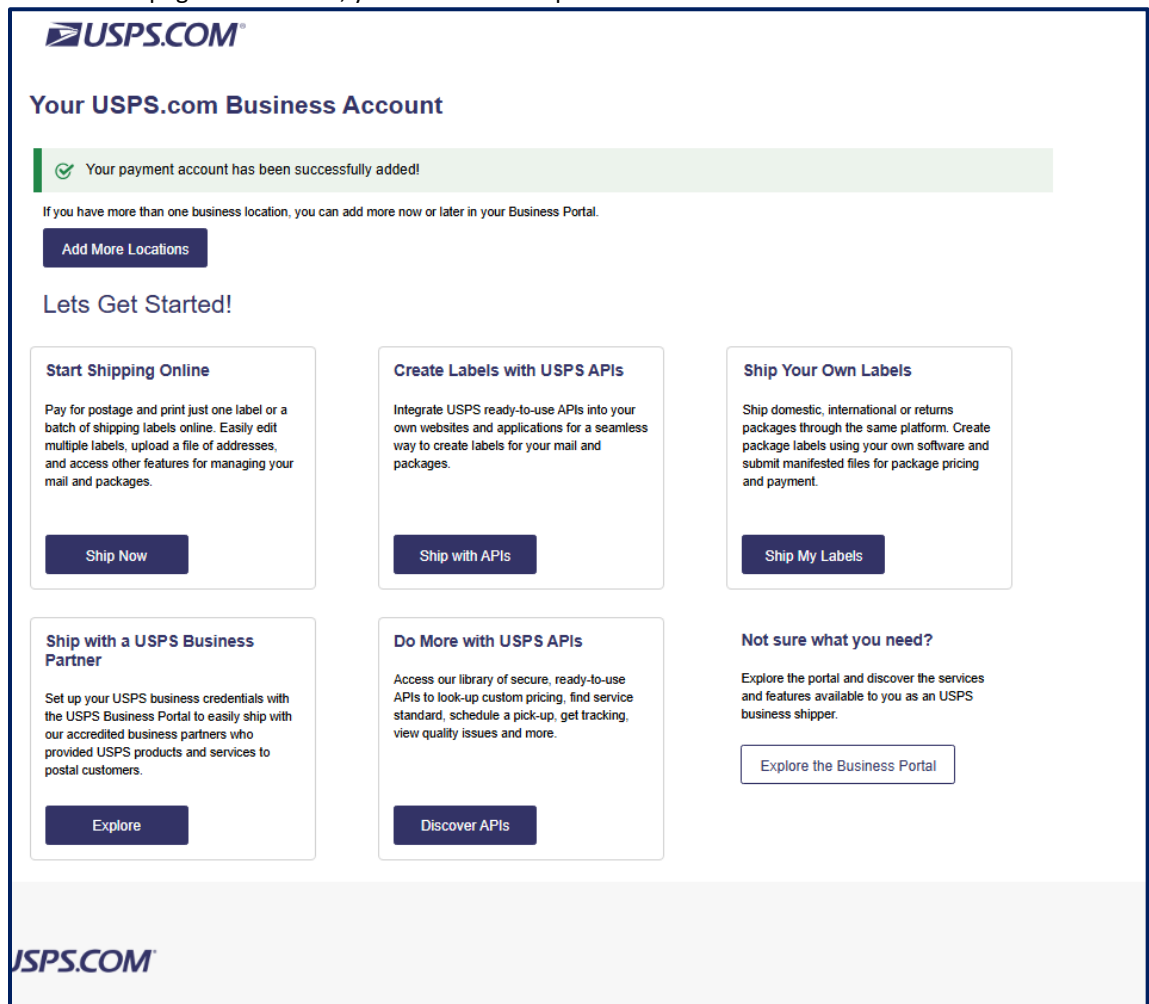 USPS.COM®
Your USPS.com Business Account
Your payment account has been successfully added!
If you have more than one business location, you can add more now or later in your Business Portal.
Add More Locations
Lets Get Started!
Start Shipping Online
Pay for postage and print just one label or a
batch of shipping labels online. Easily edit
multiple labels, upload a file of addresses,
and access other features for managing your
mail and packages.
Ship Now
Create Labels with USPS APIs
Integrate USPS ready-to-use APIs into your
own websites and applications for a seamless
way to create labels for your mail and
packages.
Ship with APIs
Ship Your Own Labels
Ship domestic, international or returns
packages through the same platform. Create
package labels using your own software and
submit manifested files for package pricing
and payment.
Ship My Labels
Ship with a USPS Business
Partner
Set up your USPS business credentials with
the USPS Business Portal to easily ship with
our accredited business partners who
provided USPS products and services to
postal customers.
Explore
Do More with USPS APIs
Access our library of secure, ready-to-use
APIs to look-up custom pricing, find service
standard, schedule a pick-up, get tracking,
view quality issues and more.
Discover APIs
Not sure what you need?
Explore the portal and discover the services
and features available to you as an USPS
business shipper.
Explore the Business Portal
USPS.COM®